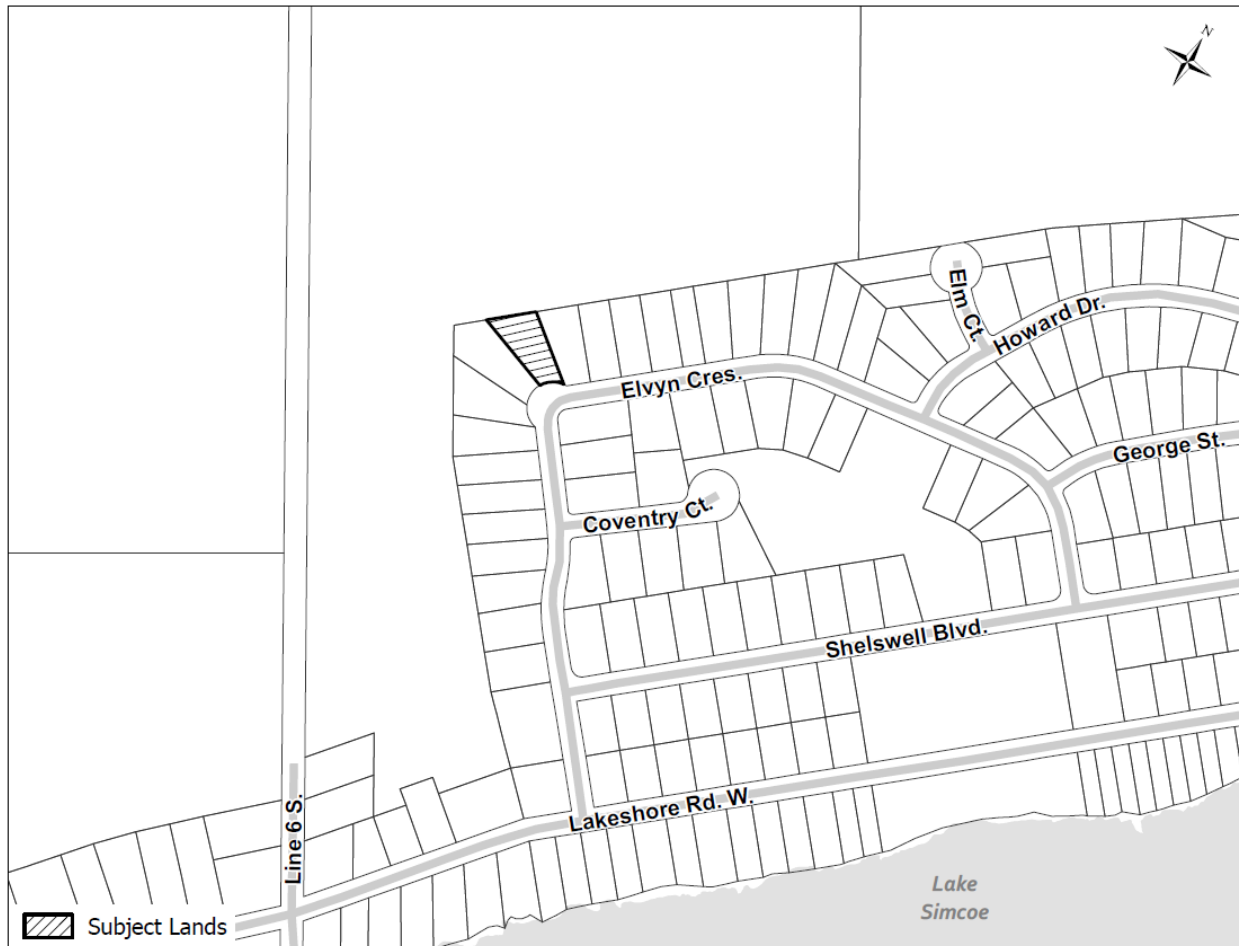 N
Elm Ct.
Howard Dr.
Elvyn Cres.
George St.
Coventry Ct.
Shelswell Blvd.
Lakeshore Rd. W.
Line 6 S.
Lake
Simcoe
Subject Lands